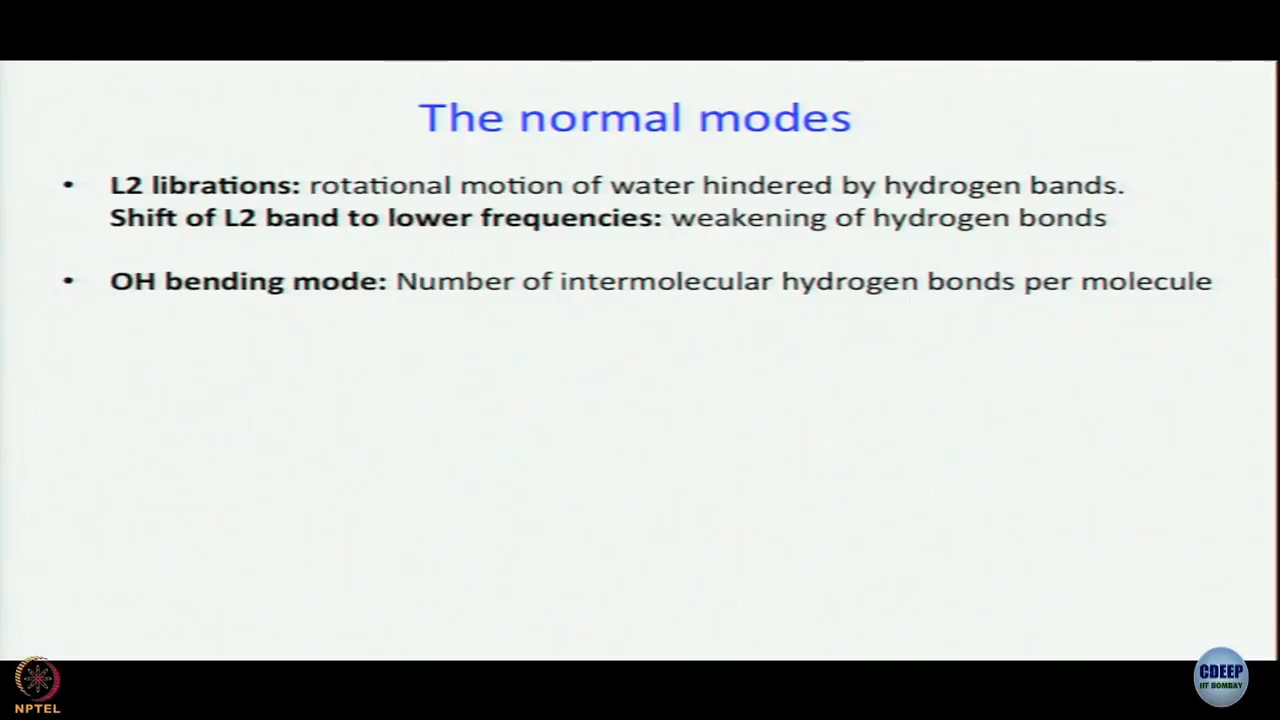 The normal modes
• L2 librations: rotational motion of water hindered by hydrogen bands.
Shift of L2 band to lower frequencies: weakening of hydrogen bonds
• OH bending mode: Number of intermolecular hydrogen bonds per molecule
NPTEL
CDEEP
IIT BOMBAY